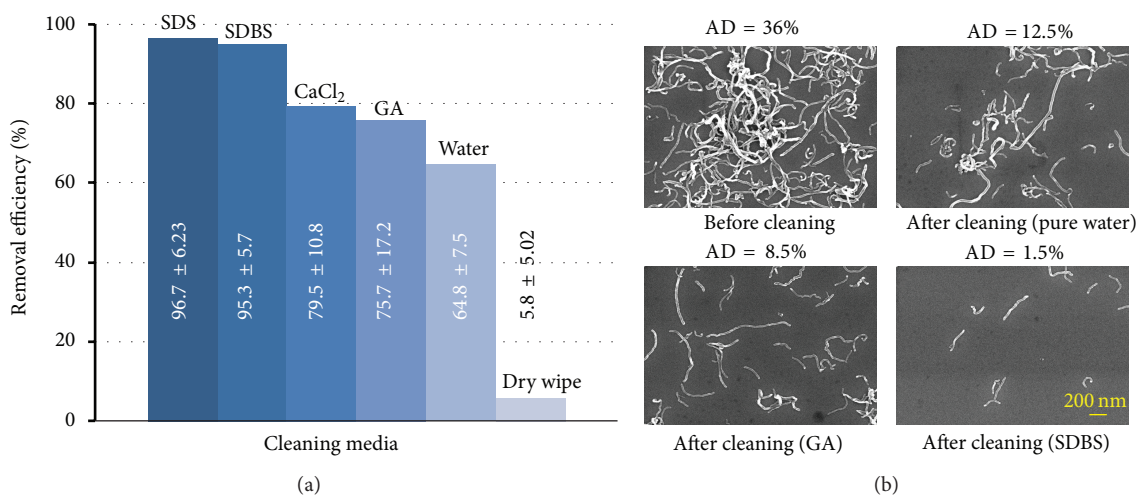 100
80
60
40
20
0
Removal efficiency (%)
SDS
SDBS
CaCl₂
GA
Water
Dry wipe
96.7 ± 6.23
95.3 ± 5.7
79.5 ± 10.8
75.7 ± 17.2
64.8 ± 7.5
5.8 ± 5.02
Cleaning media
(a)
AD = 36%
AD = 12.5%
Before cleaning
After cleaning (pure water)
AD = 8.5%
AD = 1.5%
200 nm
After cleaning (GA)
After cleaning (SDBS)
(b)